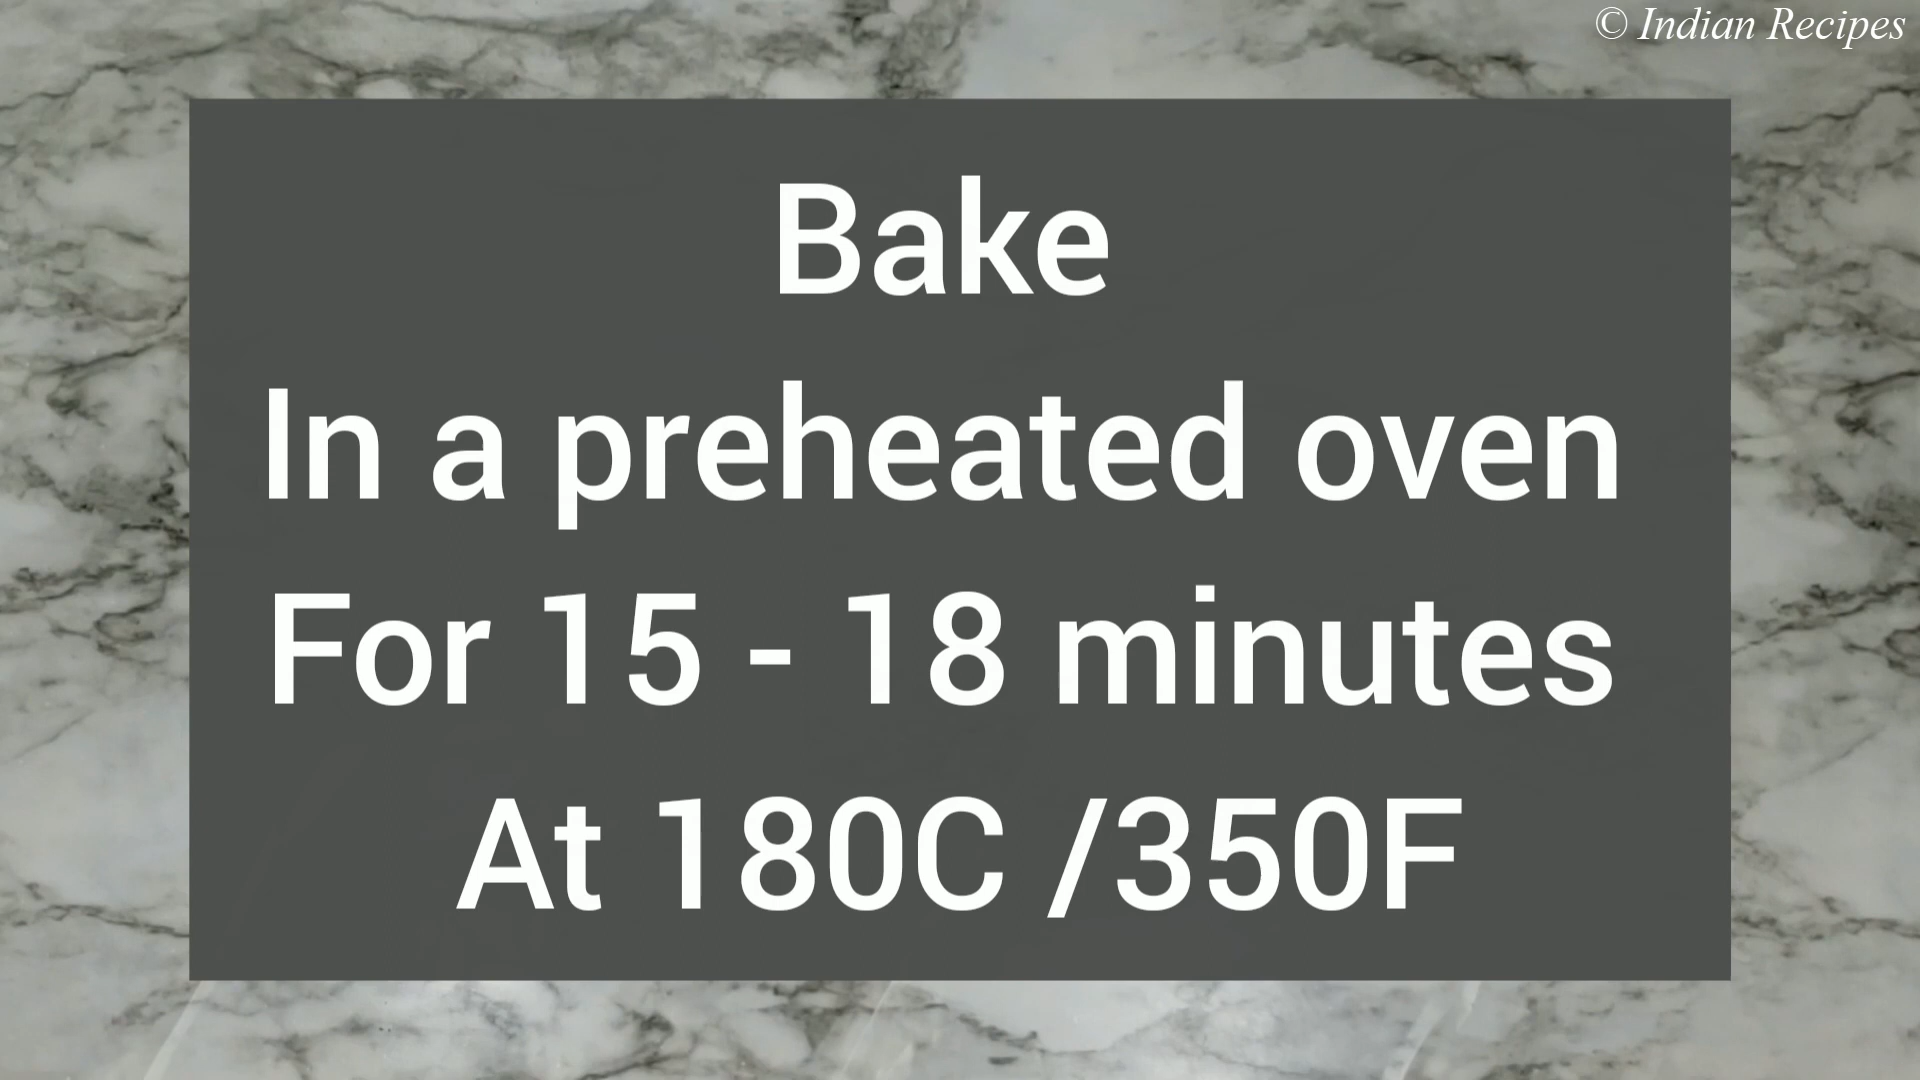 © Indian Recipes
Bake
In a preheated oven
For 15 - 18 minutes
At 180C /350F